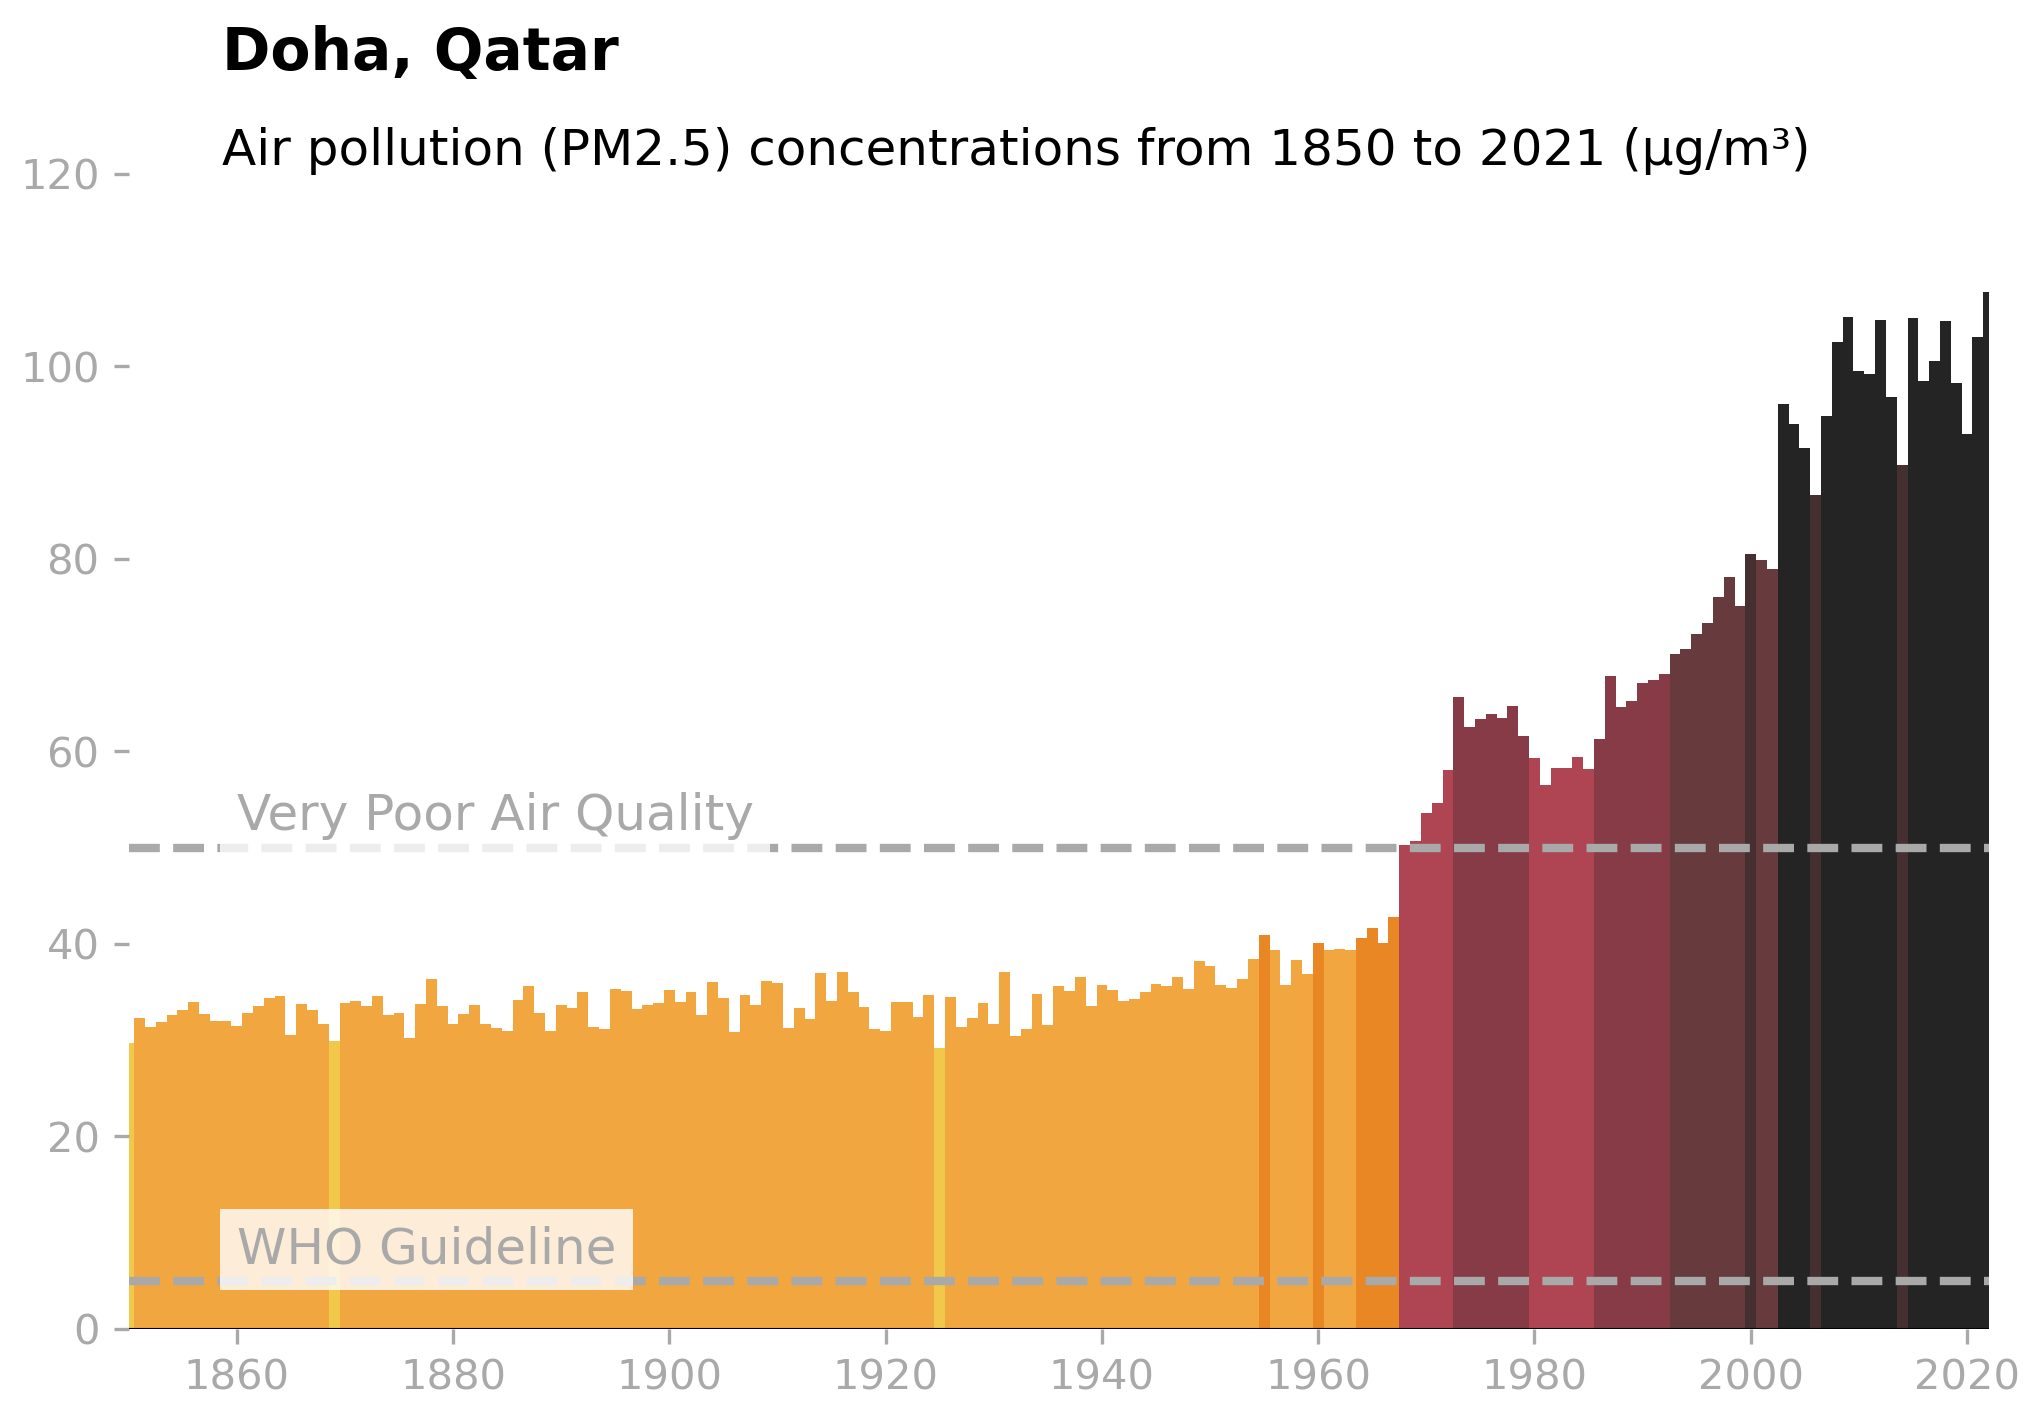 Doha, Qatar
Air pollution (PM2.5) concentrations from 1850 to 2021 (μg/m³)
120
100
80
60
Very Poor Air Quality
40
20
WHO Guideline
0
1860 1880 1900 1920 1940 1960 1980 2000 2020